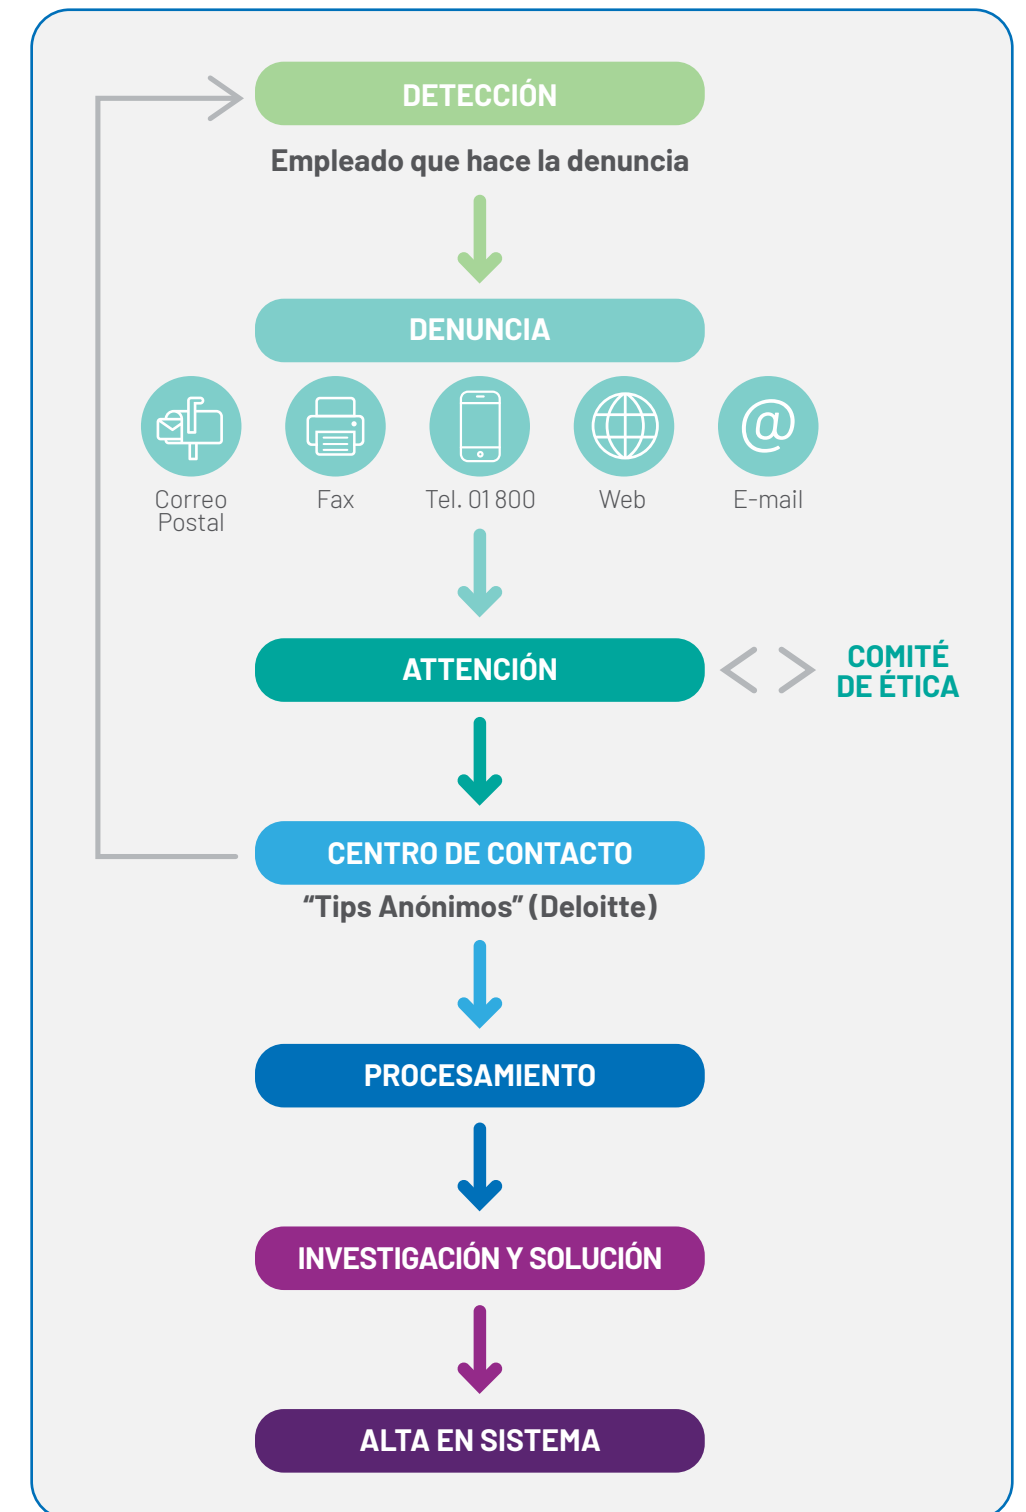 DETECCIÓN
Empleado que hace la denuncia
DENUNCIA
@
Correo
Postal
Fax
Tel. 01 800
Web
E-mail
ATTENCIÓN
COMITÉ
DE ÉTICA
CENTRO DE CONTACTO
“Tips Anónimos” (Deloitte)
PROCESAMIENTO
INVESTIGACIÓN Y SOLUCIÓN
ALTA EN SISTEMA